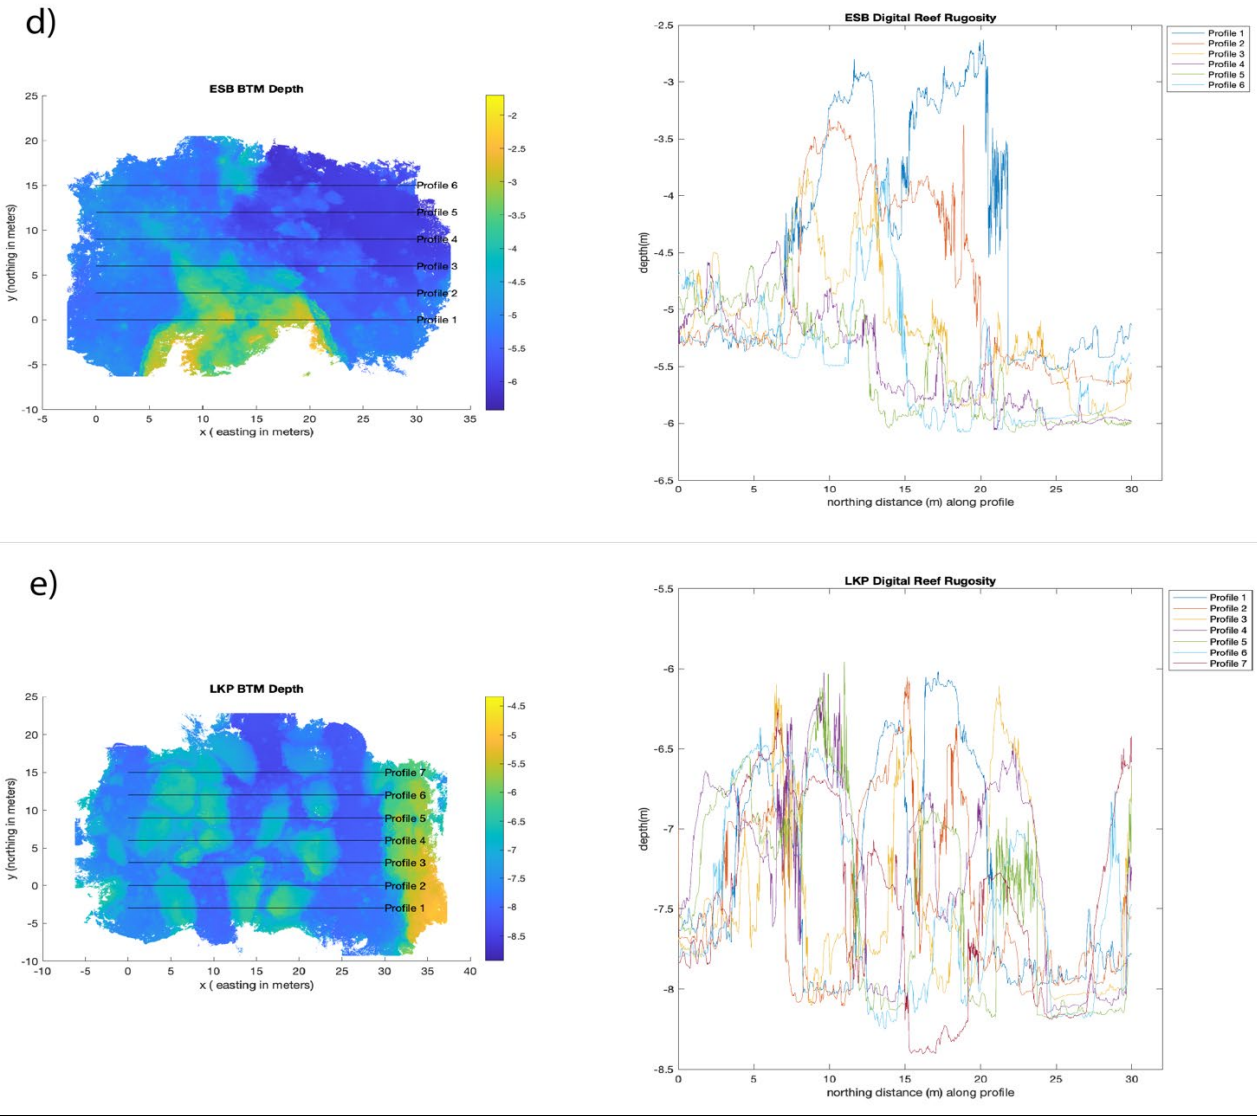 d)
ESB BTM Depth
25
20
15
10
5
0
-5
-10
-5
0
5
10
15
20
25
30
35
x ( easting in meters)
y (northing in meters)
Profile 6
Profile 5
Profile 4
Profile 3
Profile 2
Profile 1
-2
-2.5
-3
-3.5
-4
-4.5
-5
-5.5
-6
ESB Digital Reef Rugosity
-2.5
-3
-3.5
-4
-4.5
-5
-5.5
-6
-6.5
0
5
10
15
20
25
30
northing distance (m) along profile
depth(m)
Profile 1
Profile 2
Profile 3
Profile 4
Profile 5
Profile 6
e)
LKP BTM Depth
25
20
15
10
5
0
-5
-10
-10
-5
0
5
10
15
20
25
30
35
40
x ( easting in meters)
y (northing in meters)
Profile 7
Profile 6
Profile 5
Profile 4
Profile 3
Profile 2
Profile 1
-4.5
-5
-5.5
-6
-6.5
-7
-7.5
-8
-8.5
LKP Digital Reef Rugosity
-5.5
-6
-6.5
-7
-7.5
-8
-8.5
0
5
10
15
20
25
30
northing distance (m) along profile
depth(m)
Profile 1
Profile 2
Profile 3
Profile 4
Profile 5
Profile 6
Profile 7